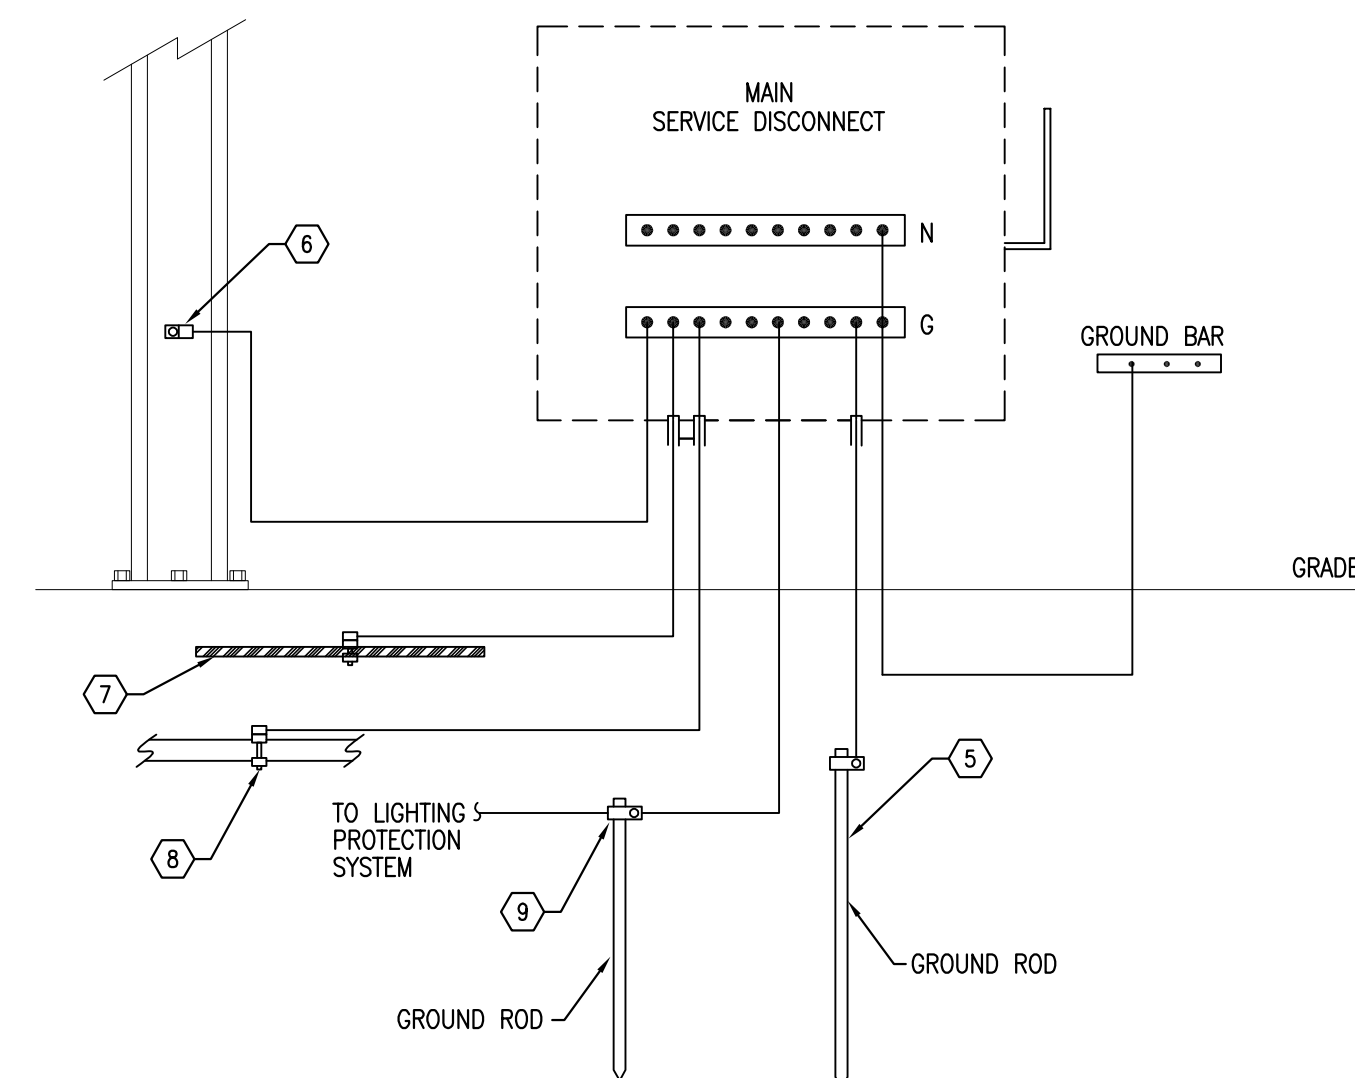 MAIN
SERVICE DISCONNECT
N
6
G
GROUND BAR
GRADE
7
5
TO LIGHTING
PROTECTION
SYSTEM
8
9
GROUND ROD
GROUND ROD